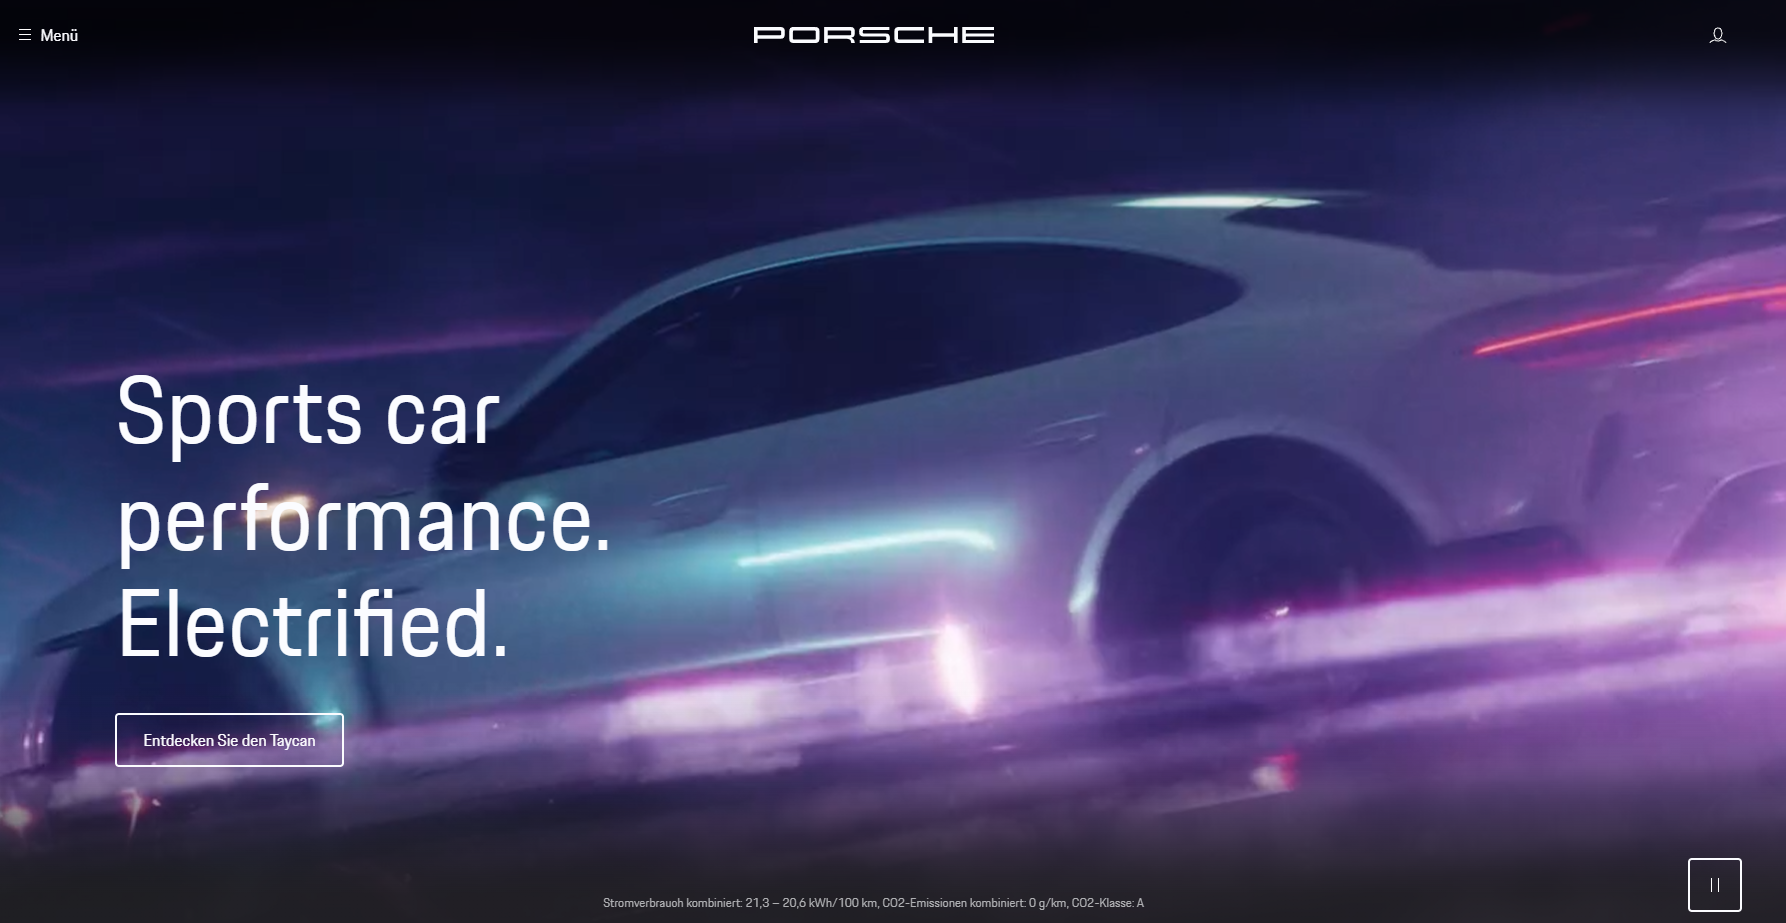 Menü
PORSCHE
Sports car
performance.
Electrified.
Entdecken Sie den Taycan
Stromverbrauch kombiniert: 21,3 – 20,6 kWh/100 km, CO2-Emissionen kombiniert: 0 g/km, CO2-Klasse: A